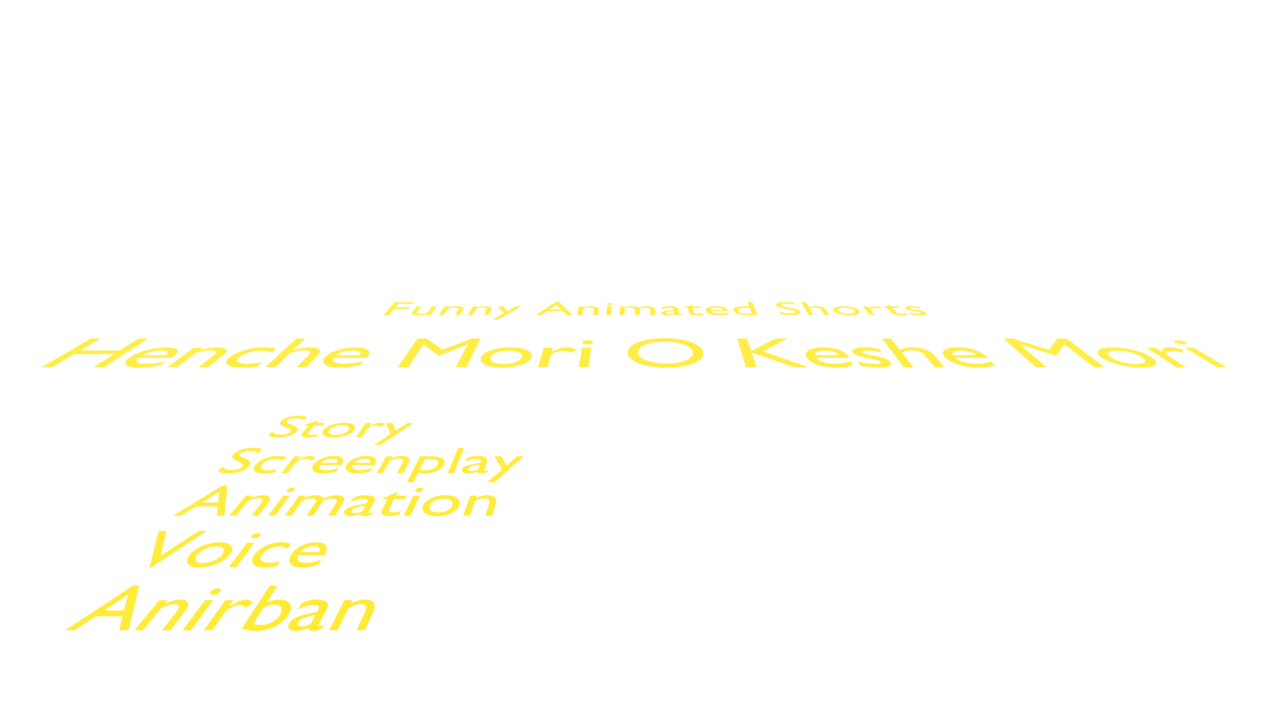 Funny Animated Shorts
Henche Mori O Keshe Mori
Story
Screenplay
Animation
Voice
Anirban